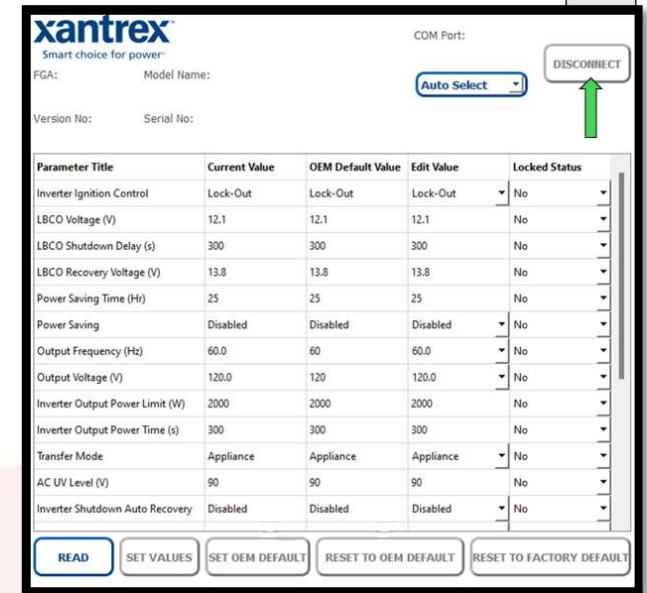 xantrex
Smart choice for power™
COM Port:
DISCONNECT
FGA: Model Name:
Auto Select
Version No: Serial No:
Parameter Title Current Value OEM Default Value Edit Value Locked Status
Inverter Ignition Control Lock-Out Lock-Out Lock-Out No
LBCO Voltage (V) 12.1 12.1 12.1 No
LBCO Shutdown Delay (s) 300 300 300 No
LBCO Recovery Voltage (V) 13.8 13.8 13.8 No
Power Saving Time (Hr) 25 25 25 No
Power Saving Disabled Disabled Disabled No
Output Frequency (Hz) 60.0 60 60.0 No
Output Voltage (V) 120.0 120 120.0 No
Inverter Output Power Limit (W) 2000 2000 2000 No
Inverter Output Power Time (s) 300 300 300 No
Transfer Mode Appliance Appliance Appliance No
AC UV Level (V) 90 90 90 No
Inverter Shutdown Auto Recovery Disabled Disabled Disabled No
READ SET VALUES SET OEM DEFAULT RESET TO OEM DEFAULT RESET TO FACTORY DEFAULT